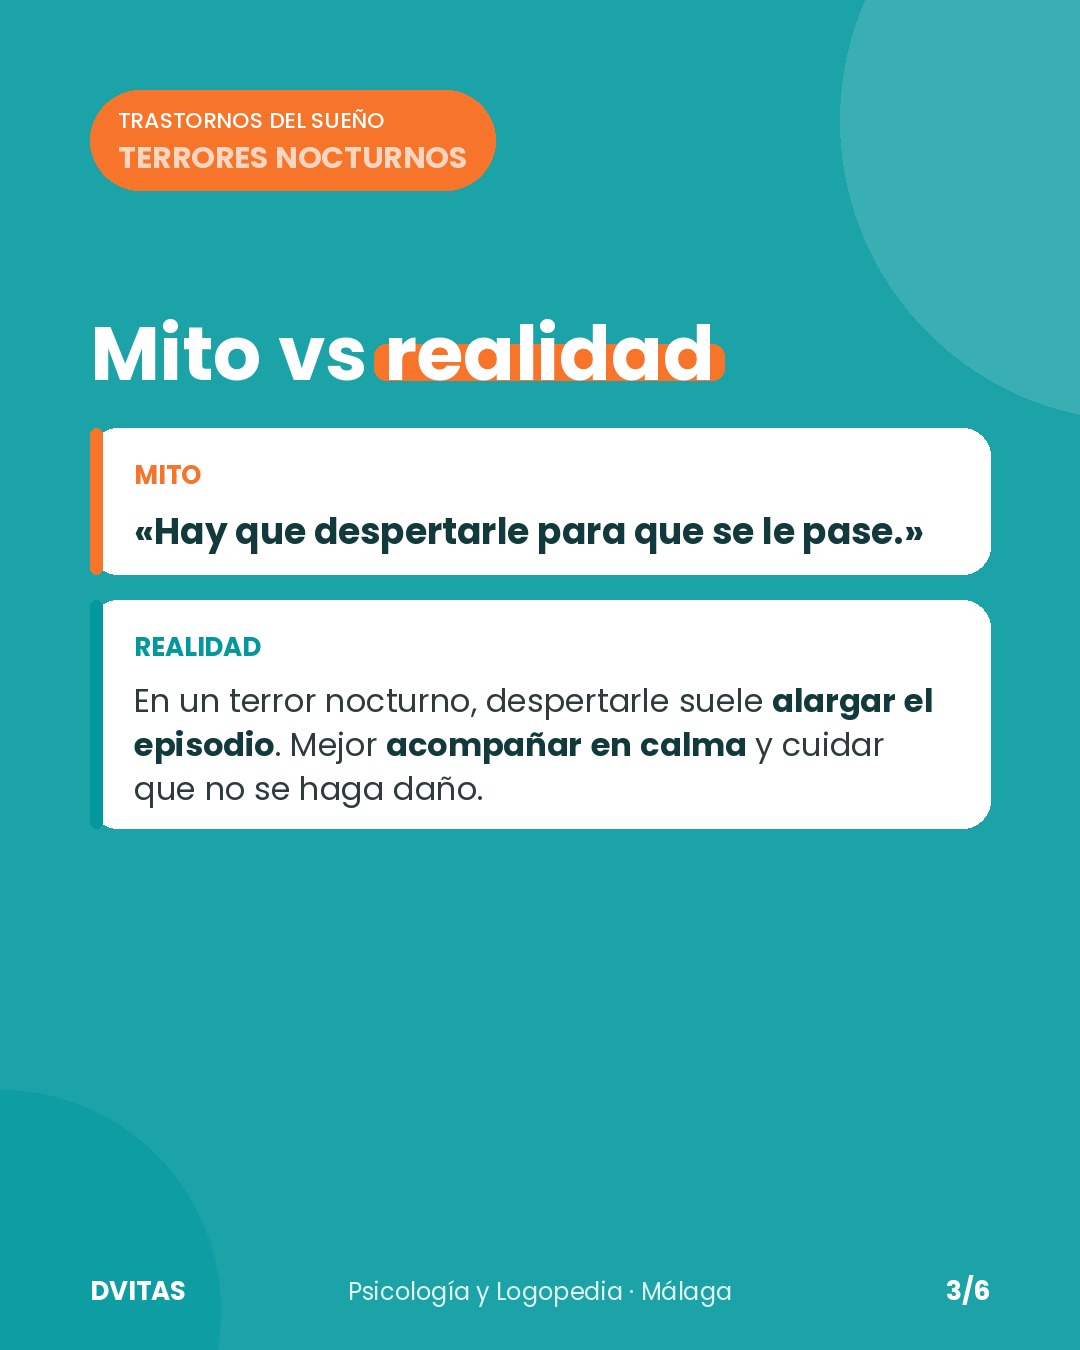 TRASTORNOS DEL SUEÑO
TERRORES NOCTURNOS
Mito vs realidad
MITO
«Hay que despertarle para que se le pase.»
REALIDAD
En un terror nocturno, despertarle suele alargar el
episodio. Mejor acompañar en calma y cuidar
que no se haga daño.
DVITAS
Psicología y Logopedia · Málaga
3/6